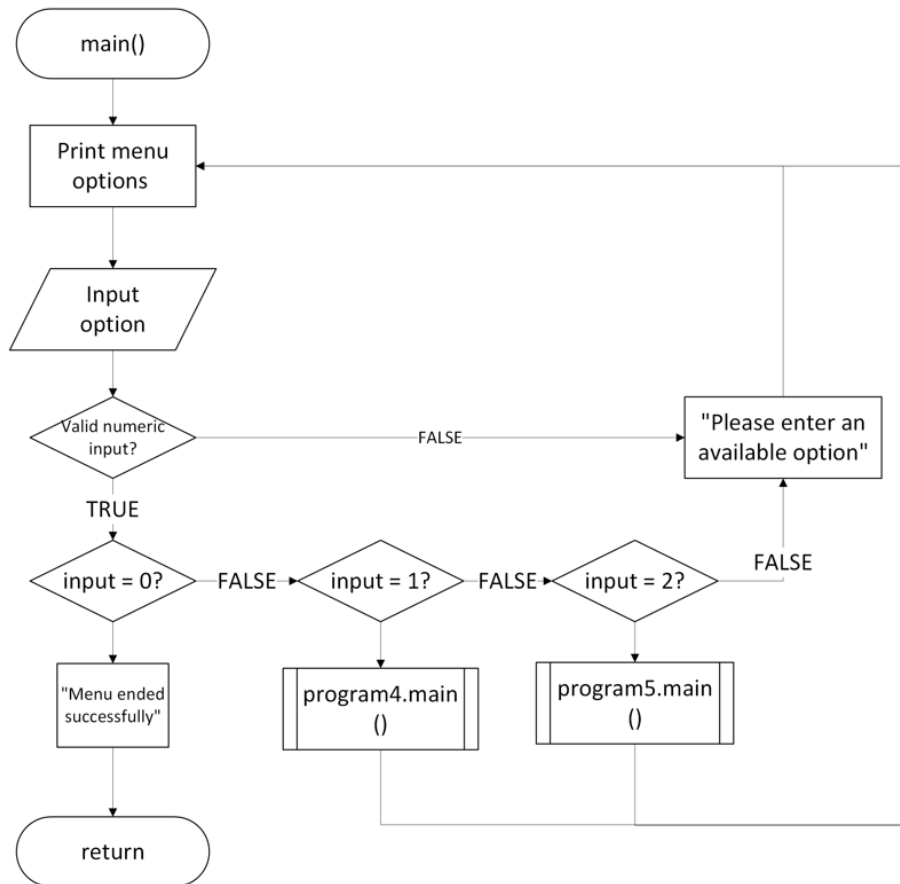 main()
Print menu
options
Input
option
Valid numeric
input?
FALSE
"Please enter an
available option"
TRUE
input = 0?
FALSE
input = 1?
FALSE
input = 2?
FALSE
"Menu ended
successfully"
program4.main
()
program5.main
()
return